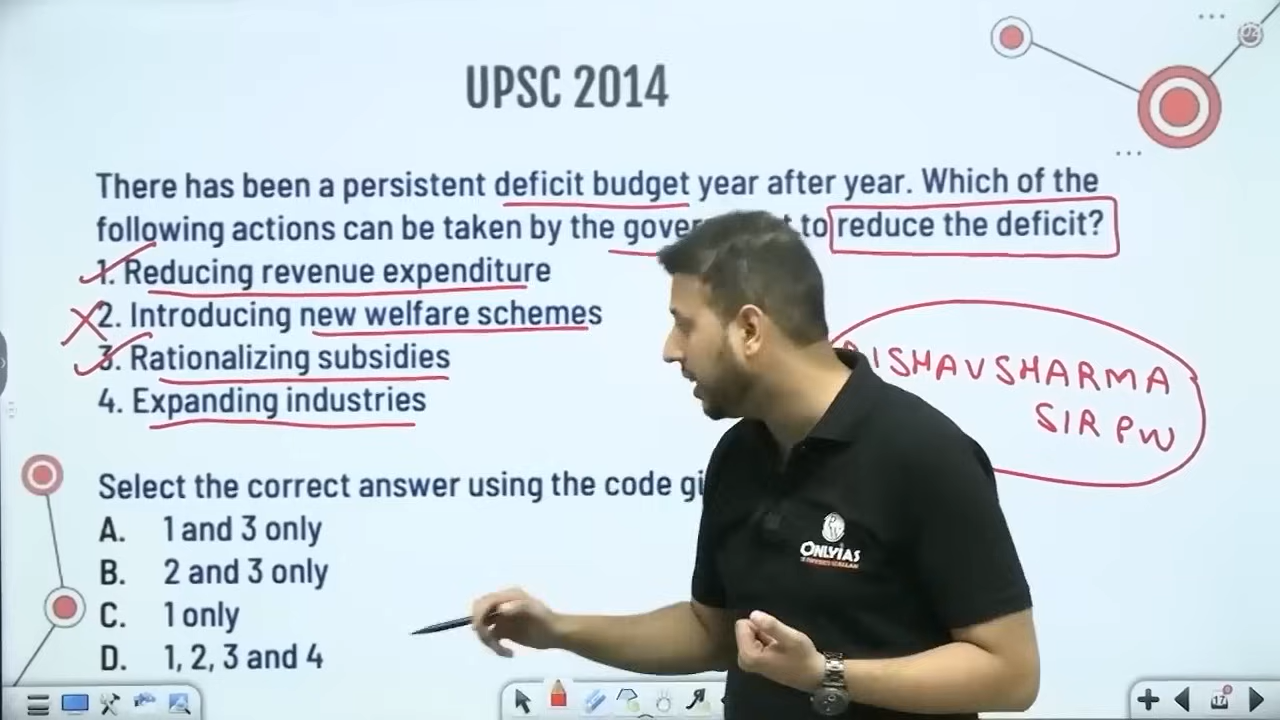 UPSC 2014
There has been a persistent deficit budget year after year. Which of the
following actions can be taken by the to reduce the deficit?
1. Reducing revenue expenditure
2. Introducing new welfare schemes
3. Rationalizing subsidies
4. Expanding industries
SHARMA
SIR PW
Select the correct answer using the code
A. 1 and 3 only
B. 2 and 3 only
C. 1 only
D. 1, 2, 3 and 4
ONLYIAS
17